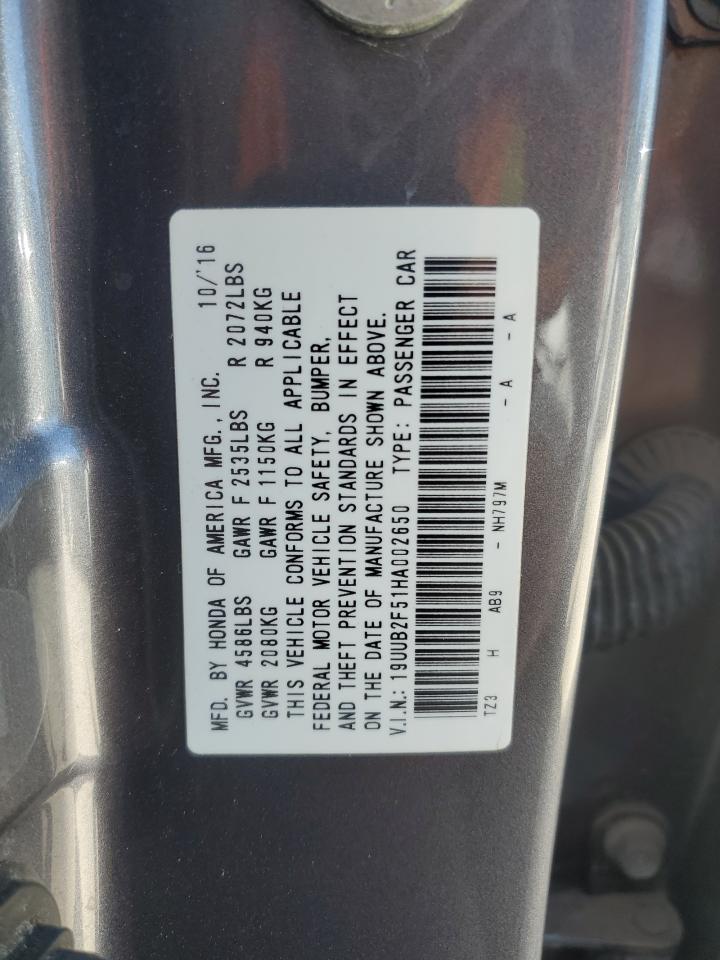 MFD. BY HONDA OF AMERICA MFG., INC. 10/'16
GVWR 4586LBS GAWR F 2535LBS R 2072LBS
GVWR 2080KG GAWR F 1150KG R 940KG
THIS VEHICLE CONFORMS TO ALL APPLICABLE
FEDERAL MOTOR VEHICLE SAFETY, BUMPER,
AND THEFT PREVENTION STANDARDS IN EFFECT
ON THE DATE OF MANUFACTURE SHOWN ABOVE.
V.I.N.: 19UUB2F51HA002650 TYPE: PASSENGER CAR
TZ3 H AB9 - NH797M - A - A